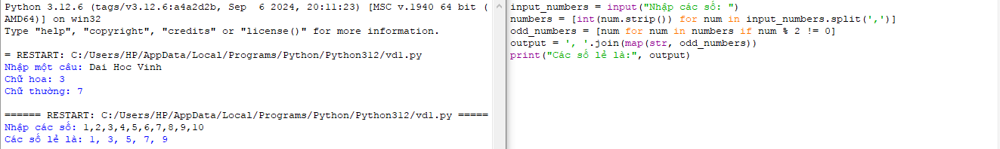 Python 3.12.6 (tags/v3.12.6:a4a2d2b, Sep  6 2024, 20:11:23) [MSC v.1940 64 bit (
AMD64)] on win32
Type "help", "copyright", "credits" or "license()" for more information.
= RESTART: C:/Users/HP/AppData/Local/Programs/Python/Python312/vd1.py
Nhập một câu: Dai Hoc Vinh
Chữ hoa: 3
Chữ thường: 7
====== RESTART: C:/Users/HP/AppData/Local/Programs/Python/Python312/vd1.py =====
Nhập các số: 1,2,3,4,5,6,7,8,9,10
Các số lẻ là: 1, 3, 5, 7, 9
input_numbers = input("Nhập các số: ")
numbers = [int(num.strip()) for num in input_numbers.split(',')]
odd_numbers = [num for num in numbers if num % 2 != 0]
output = ', '.join(map(str, odd_numbers))
print("Các số lẻ là:", output)